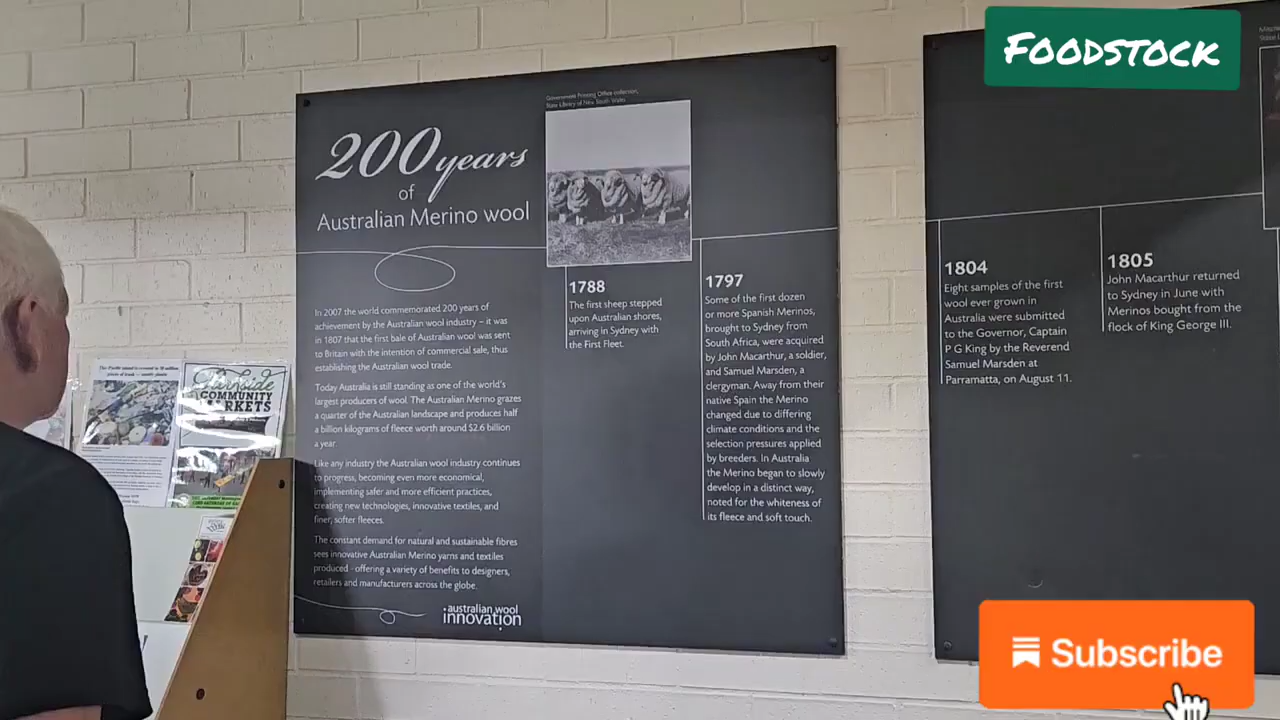 FOODSTOCK
Government Printing Office collection,
State Library of New South Wales
200 years
of
Australian Merino wool
In 2007 the world commemorated 200 years of
achievement by the Australian wool industry – it was
in 1807 that the first bale of Australian wool was sent
to Britain with the intention of commercial sale, thus
establishing the Australian wool trade.
Today Australia is still standing as one of the world's
largest producers of wool. The Australian Merino grazes
a quarter of the Australian landscape and produces half
a billion kilograms of fleece worth around $2.6 billion
a year.
Like any industry the Australian wool industry continues
to progress, becoming even more economical,
implementing safer and more efficient practices,
creating new technologies, innovative textiles, and
finer, softer fleeces.
The constant demand for natural and sustainable fibres
sees innovative Australian Merino yarns and textiles
produced - offering a variety of benefits to designers,
retailers and manufacturers across the globe.
australian wool
innovation
1788
The first sheep stepped
upon Australian shores,
arriving in Sydney with
the First Fleet.
1797
Some of the first dozen
or more Spanish Merinos,
brought to Sydney from
South Africa, were acquired
by John Macarthur, a soldier,
and Samuel Marsden, a
clergyman. Away from their
native Spain the Merino
changed due to differing
climate conditions and the
selection pressures applied
by breeders. In Australia
the Merino began to slowly
develop in a distinct way,
noted for the whiteness of
its fleece and soft touch.
1804
Eight samples of the first
wool ever grown in
Australia were submitted
to the Governor, Captain
P G King by the Reverend
Samuel Marsden at
Parramatta, on August 11.
1805
John Macarthur returned
to Sydney in June with
Merinos bought from the
flock of King George III.
COMMUNITY
MARKETS
Subscribe